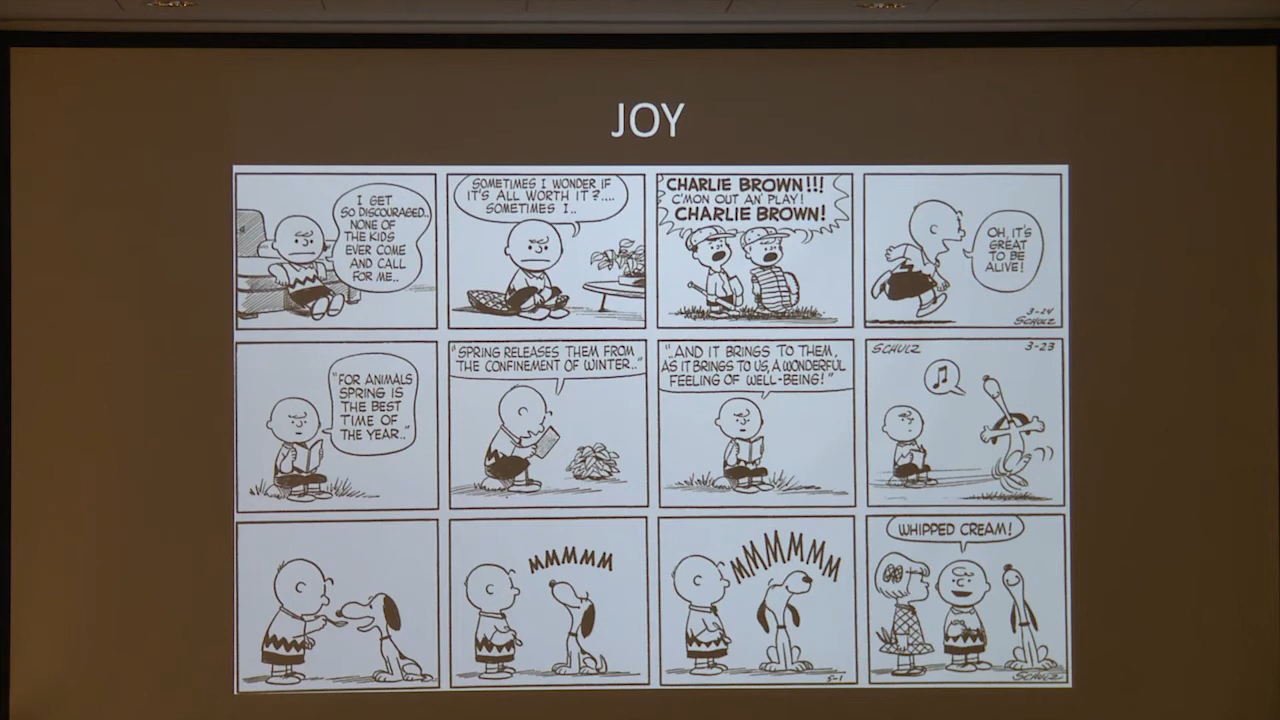 JOY
I GET
SO DISCOURAGED..
NONE OF
THE KIDS
EVER COME
AND CALL
FOR ME..
SOMETIMES I WONDER IF
IT'S ALL WORTH IT?....
SOMETIMES I..
CHARLIE BROWN!!!
C'MON OUT AN' PLAY!
CHARLIE BROWN!
OH, IT'S
GREAT
TO BE
ALIVE!
3-24
SCHULZ
"FOR ANIMALS
SPRING IS
THE BEST
TIME OF
THE YEAR.."
"SPRING RELEASES THEM FROM
THE CONFINEMENT OF WINTER.."
"..AND IT BRINGS TO THEM,
AS IT BRINGS TO US, A WONDERFUL
FEELING OF WELL-BEING!"
SCHULZ
3-23
MMMMM
MMMMMM
5-1
WHIPPED CREAM!
SCHULZ